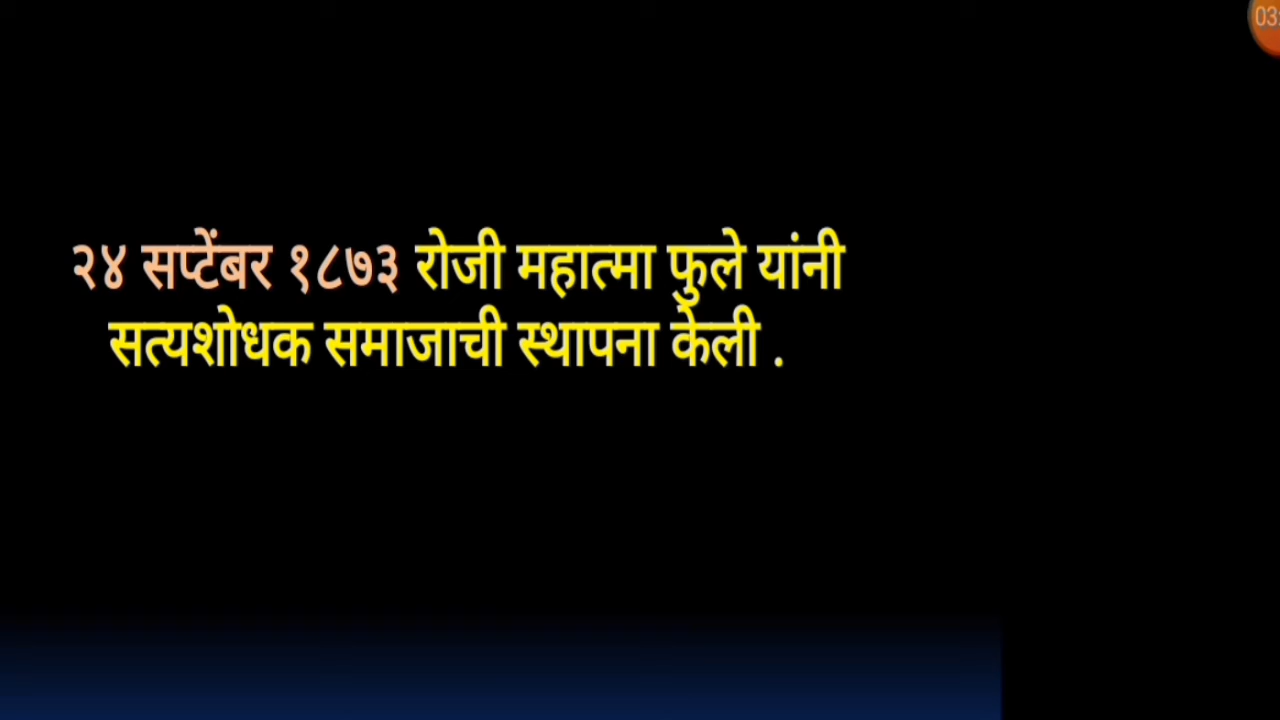 २४ सप्टेंबर १८७३ रोजी महात्मा फुले यांनी
सत्यशोधक समाजाची स्थापना केली .